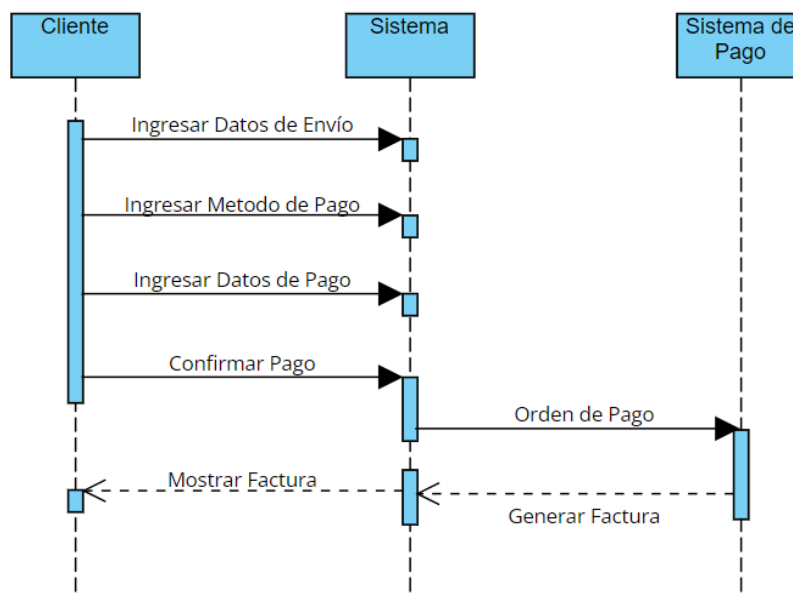 Cliente
Sistema
Sistema de
Pago
Ingresar Datos de Envío
Ingresar Metodo de Pago
Ingresar Datos de Pago
Confirmar Pago
Orden de Pago
Mostrar Factura
Generar Factura